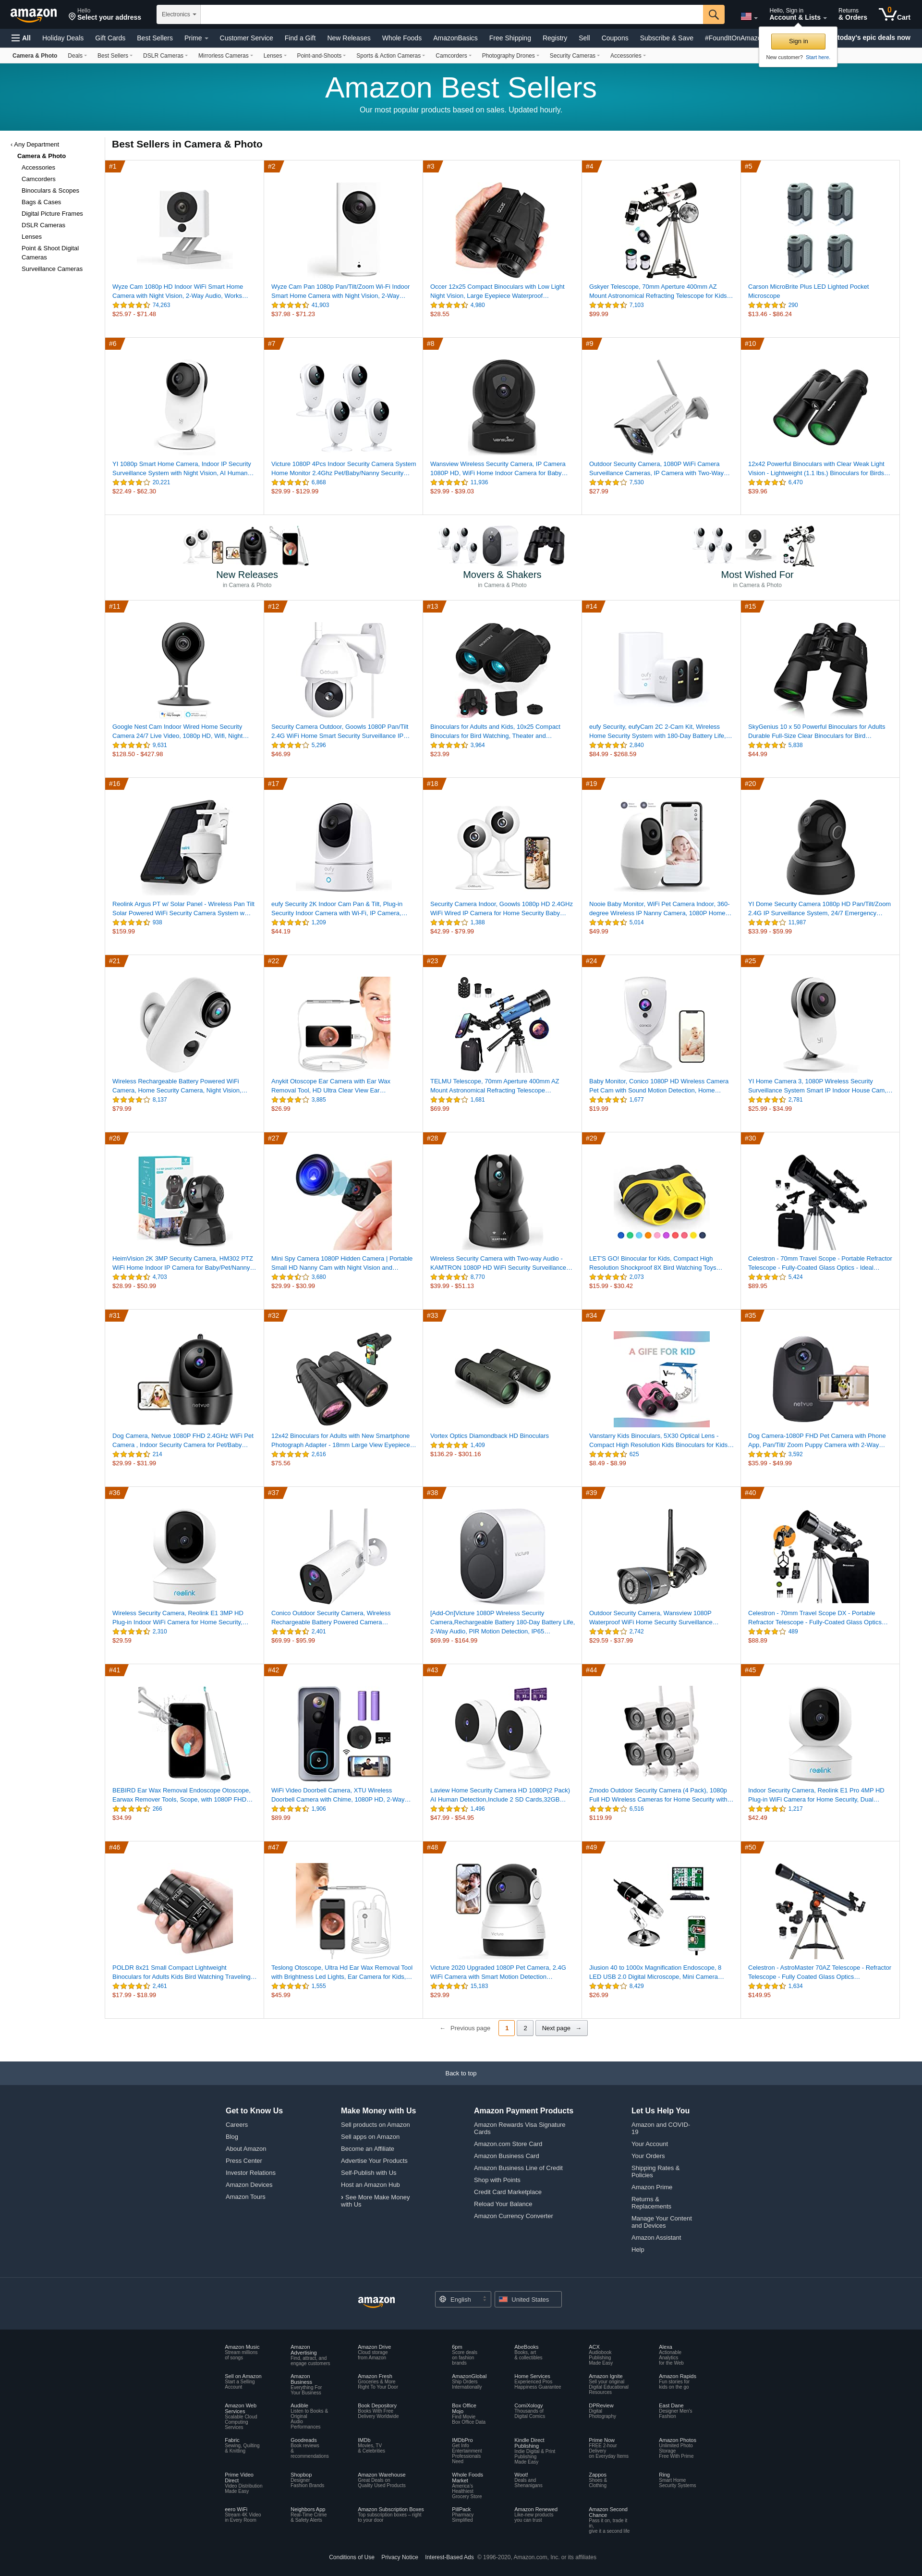 amazon
Hello
Select your address
Electronics
Hello, Sign in
Account & Lists
Returns
& Orders
0
Cart
All
Holiday Deals
Gift Cards
Best Sellers
Prime
Customer Service
Find a Gift
New Releases
Whole Foods
AmazonBasics
Free Shipping
Registry
Sell
Coupons
Subscribe & Save
#FoundItOnAmazon
today's epic deals now
Sign in
New customer? Start here.
Camera & Photo
Deals
Best Sellers
DSLR Cameras
Mirrorless Cameras
Lenses
Point-and-Shoots
Sports & Action Cameras
Camcorders
Photography Drones
Security Cameras
Accessories
Amazon Best Sellers
Our most popular products based on sales. Updated hourly.
‹ Any Department
Camera & Photo
Accessories
Camcorders
Binoculars & Scopes
Bags & Cases
Digital Picture Frames
DSLR Cameras
Lenses
Point & Shoot Digital
Cameras
Surveillance Cameras
Best Sellers in Camera & Photo
#1
Wyze Cam 1080p HD Indoor WiFi Smart Home
Camera with Night Vision, 2-Way Audio, Works…
74,263
$25.97 - $71.48
#2
Wyze Cam Pan 1080p Pan/Tilt/Zoom Wi-Fi Indoor
Smart Home Camera with Night Vision, 2-Way…
41,903
$37.98 - $71.23
#3
Occer 12x25 Compact Binoculars with Low Light
Night Vision, Large Eyepiece Waterproof…
4,980
$28.55
#4
Gskyer Telescope, 70mm Aperture 400mm AZ
Mount Astronomical Refracting Telescope for Kids…
7,103
$99.99
#5
Carson MicroBrite Plus LED Lighted Pocket
Microscope
290
$13.46 - $86.24
#6
YI 1080p Smart Home Camera, Indoor IP Security
Surveillance System with Night Vision, AI Human…
20,221
$22.49 - $62.30
#7
Victure 1080P 4Pcs Indoor Security Camera System
Home Monitor 2.4Ghz Pet/Baby/Nanny Security…
6,868
$29.99 - $129.99
#8
Wansview Wireless Security Camera, IP Camera
1080P HD, WiFi Home Indoor Camera for Baby…
11,936
$29.99 - $39.03
#9
Outdoor Security Camera, 1080P WiFi Camera
Surveillance Cameras, IP Camera with Two-Way…
7,530
$27.99
#10
12x42 Powerful Binoculars with Clear Weak Light
Vision - Lightweight (1.1 lbs.) Binoculars for Birds…
6,470
$39.96
New Releases
in Camera & Photo
Movers & Shakers
in Camera & Photo
Most Wished For
in Camera & Photo
#11
Google Nest Cam Indoor Wired Home Security
Camera 24/7 Live Video, 1080p HD, Wifi, Night…
9,631
$128.50 - $427.98
#12
Security Camera Outdoor, Goowls 1080P Pan/Tilt
2.4G WiFi Home Smart Security Surveillance IP…
5,296
$46.99
#13
Binoculars for Adults and Kids, 10x25 Compact
Binoculars for Bird Watching, Theater and…
3,964
$23.99
#14
eufy Security, eufyCam 2C 2-Cam Kit, Wireless
Home Security System with 180-Day Battery Life,…
2,840
$84.99 - $268.59
#15
SkyGenius 10 x 50 Powerful Binoculars for Adults
Durable Full-Size Clear Binoculars for Bird…
5,838
$44.99
#16
Reolink Argus PT w/ Solar Panel - Wireless Pan Tilt
Solar Powered WiFi Security Camera System w…
938
$159.99
#17
eufy Security 2K Indoor Cam Pan & Tilt, Plug-in
Security Indoor Camera with Wi-Fi, IP Camera,…
1,209
$44.19
#18
Security Camera Indoor, Goowls 1080p HD 2.4GHz
WiFi Wired IP Camera for Home Security Baby…
1,388
$42.99 - $79.99
#19
Nooie Baby Monitor, WiFi Pet Camera Indoor, 360-
degree Wireless IP Nanny Camera, 1080P Home…
5,014
$49.99
#20
YI Dome Security Camera 1080p HD Pan/Tilt/Zoom
2.4G IP Surveillance System, 24/7 Emergency…
11,987
$33.99 - $59.99
#21
Wireless Rechargeable Battery Powered WiFi
Camera, Home Security Camera, Night Vision,…
8,137
$79.99
#22
Anykit Otoscope Ear Camera with Ear Wax
Removal Tool, HD Ultra Clear View Ear…
3,885
$26.99
#23
TELMU Telescope, 70mm Aperture 400mm AZ
Mount Astronomical Refracting Telescope…
1,681
$69.99
#24
Baby Monitor, Conico 1080P HD Wireless Camera
Pet Cam with Sound Motion Detection, Home…
1,677
$19.99
#25
YI Home Camera 3, 1080P Wireless Security
Surveillance System Smart IP Indoor House Cam,…
2,781
$25.99 - $34.99
#26
HeimVision 2K 3MP Security Camera, HM302 PTZ
WiFi Home Indoor IP Camera for Baby/Pet/Nanny…
4,703
$28.99 - $50.99
#27
Mini Spy Camera 1080P Hidden Camera | Portable
Small HD Nanny Cam with Night Vision and…
3,680
$29.99 - $30.99
#28
Wireless Security Camera with Two-way Audio -
KAMTRON 1080P HD WiFi Security Surveillance…
8,770
$39.99 - $51.13
#29
LET'S GO! Binocular for Kids, Compact High
Resolution Shockproof 8X Bird Watching Toys…
2,073
$15.99 - $30.42
#30
Celestron - 70mm Travel Scope - Portable Refractor
Telescope - Fully-Coated Glass Optics - Ideal…
5,424
$89.95
#31
netvue
Dog Camera, Netvue 1080P FHD 2.4GHz WiFi Pet
Camera , Indoor Security Camera for Pet/Baby…
214
$29.99 - $31.99
#32
12x42 Binoculars for Adults with New Smartphone
Photograph Adapter - 18mm Large View Eyepiece…
2,616
$75.56
#33
Vortex Optics Diamondback HD Binoculars
1,409
$136.29 - $301.16
#34
A GIFE FOR KID
Vanstarry Kids Binoculars, 5X30 Optical Lens -
Compact High Resolution Kids Binoculars for Kids…
625
$8.49 - $8.99
#35
netvue
Dog Camera-1080P FHD Pet Camera with Phone
App, Pan/Tilt/ Zoom Puppy Camera with 2-Way…
3,592
$35.99 - $49.99
#36
reolink
Wireless Security Camera, Reolink E1 3MP HD
Plug-in Indoor WiFi Camera for Home Security,…
2,310
$29.59
#37
Conico Outdoor Security Camera, Wireless
Rechargeable Battery Powered Camera…
2,401
$69.99 - $95.99
#38
[Add-On]Victure 1080P Wireless Security
Camera,Rechargeable Battery 180-Day Battery Life,
2-Way Audio, PIR Motion Detection, IP65…
$69.99 - $164.99
#39
Outdoor Security Camera, Wansview 1080P
Waterproof WiFi Home Security Surveillance…
2,742
$29.59 - $37.99
#40
Celestron - 70mm Travel Scope DX - Portable
Refractor Telescope - Fully-Coated Glass Optics…
489
$88.89
#41
BEBIRD Ear Wax Removal Endoscope Otoscope,
Earwax Remover Tools, Scope, with 1080P FHD…
266
$34.99
#42
WiFi Video Doorbell Camera, XTU Wireless
Doorbell Camera with Chime, 1080P HD, 2-Way…
1,906
$89.99
#43
Laview Home Security Camera HD 1080P(2 Pack)
AI Human Detection,Include 2 SD Cards,32GB…
1,496
$47.99 - $54.95
#44
Zmodo Outdoor Security Camera (4 Pack), 1080p
Full HD Wireless Cameras for Home Security with…
6,516
$119.99
#45
reolink
Indoor Security Camera, Reolink E1 Pro 4MP HD
Plug-in WiFi Camera for Home Security, Dual…
1,217
$42.49
#46
POLDR 8x21 Small Compact Lightweight
Binoculars for Adults Kids Bird Watching Traveling…
2,461
$17.99 - $18.99
#47
Teslong Otoscope, Ultra Hd Ear Wax Removal Tool
with Brightness Led Lights, Ear Camera for Kids,…
1,555
$45.99
#48
Victure 2020 Upgraded 1080P Pet Camera, 2.4G
WiFi Camera with Smart Motion Detection…
15,183
$29.99
#49
Jiusion 40 to 1000x Magnification Endoscope, 8
LED USB 2.0 Digital Microscope, Mini Camera…
8,429
$26.99
#50
Celestron - AstroMaster 70AZ Telescope - Refractor
Telescope - Fully Coated Glass Optics…
1,634
$149.95
← Previous page
1
2
Next page →
Back to top
Get to Know Us
Careers
Blog
About Amazon
Press Center
Investor Relations
Amazon Devices
Amazon Tours
Make Money with Us
Sell products on Amazon
Sell apps on Amazon
Become an Affiliate
Advertise Your Products
Self-Publish with Us
Host an Amazon Hub
› See More Make Money
with Us
Amazon Payment Products
Amazon Rewards Visa Signature
Cards
Amazon.com Store Card
Amazon Business Card
Amazon Business Line of Credit
Shop with Points
Credit Card Marketplace
Reload Your Balance
Amazon Currency Converter
Let Us Help You
Amazon and COVID-
19
Your Account
Your Orders
Shipping Rates &
Policies
Amazon Prime
Returns &
Replacements
Manage Your Content
and Devices
Amazon Assistant
Help
amazon
English
United States
Amazon Music
Stream millions
of songs
Amazon
Advertising
Find, attract, and
engage customers
Amazon Drive
Cloud storage
from Amazon
6pm
Score deals
on fashion
brands
AbeBooks
Books, art
& collectibles
ACX
Audiobook
Publishing
Made Easy
Alexa
Actionable
Analytics
for the Web
Sell on Amazon
Start a Selling
Account
Amazon
Business
Everything For
Your Business
Amazon Fresh
Groceries & More
Right To Your Door
AmazonGlobal
Ship Orders
Internationally
Home Services
Experienced Pros
Happiness Guarantee
Amazon Ignite
Sell your original
Digital Educational
Resources
Amazon Rapids
Fun stories for
kids on the go
Amazon Web
Services
Scalable Cloud
Computing
Services
Audible
Listen to Books &
Original
Audio
Performances
Book Depository
Books With Free
Delivery Worldwide
Box Office
Mojo
Find Movie
Box Office Data
ComiXology
Thousands of
Digital Comics
DPReview
Digital
Photography
East Dane
Designer Men's
Fashion
Fabric
Sewing, Quilting
& Knitting
Goodreads
Book reviews
&
recommendations
IMDb
Movies, TV
& Celebrities
IMDbPro
Get Info
Entertainment
Professionals
Need
Kindle Direct
Publishing
Indie Digital & Print
Publishing
Made Easy
Prime Now
FREE 2-hour
Delivery
on Everyday Items
Amazon Photos
Unlimited Photo
Storage
Free With Prime
Prime Video
Direct
Video Distribution
Made Easy
Shopbop
Designer
Fashion Brands
Amazon Warehouse
Great Deals on
Quality Used Products
Whole Foods
Market
America's
Healthiest
Grocery Store
Woot!
Deals and
Shenanigans
Zappos
Shoes &
Clothing
Ring
Smart Home
Security Systems
eero WiFi
Stream 4K Video
in Every Room
Neighbors App
Real-Time Crime
& Safety Alerts
Amazon Subscription Boxes
Top subscription boxes – right
to your door
PillPack
Pharmacy
Simplified
Amazon Renewed
Like-new products
you can trust
Amazon Second
Chance
Pass it on, trade it
in,
give it a second life
Conditions of Use
Privacy Notice
Interest-Based Ads
© 1996-2020, Amazon.com, Inc. or its affiliates